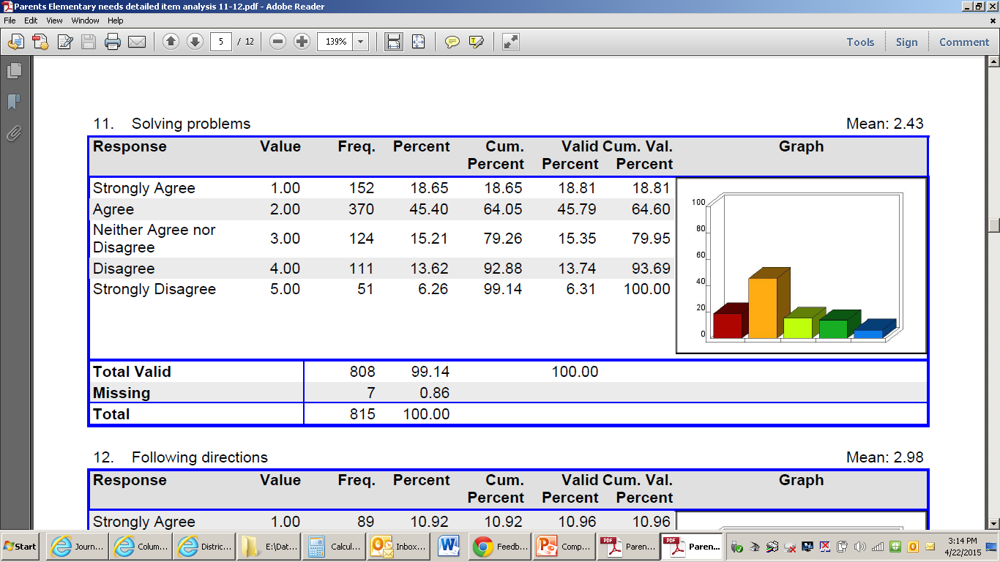 Parents Elementary needs detailed item analysis 11-12.pdf - Adobe Reader
File Edit View Window Help
5 / 12 139% Tools Sign Comment
11. Solving problems Mean: 2.43
Response Value Freq. Percent Cum. Percent Valid Percent Cum. Val. Percent Graph
Strongly Agree 1.00 152 18.65 18.65 18.81 18.81
Agree 2.00 370 45.40 64.05 45.79 64.60
Neither Agree nor Disagree 3.00 124 15.21 79.26 15.35 79.95
Disagree 4.00 111 13.62 92.88 13.74 93.69
Strongly Disagree 5.00 51 6.26 99.14 6.31 100.00
100
80
60
40
20
0
Total Valid 808 99.14 100.00
Missing 7 0.86
Total 815 100.00
12. Following directions Mean: 2.98
Response Value Freq. Percent Cum. Percent Valid Percent Cum. Val. Percent Graph
Strongly Agree 1.00 89 10.92 10.92 10.96 10.96
Start Journ... Colum... Distric... E:\Dat... Calcul... Inbox... Feedb... Comp... Paren... Paren... 3:14 PM
4/22/2015